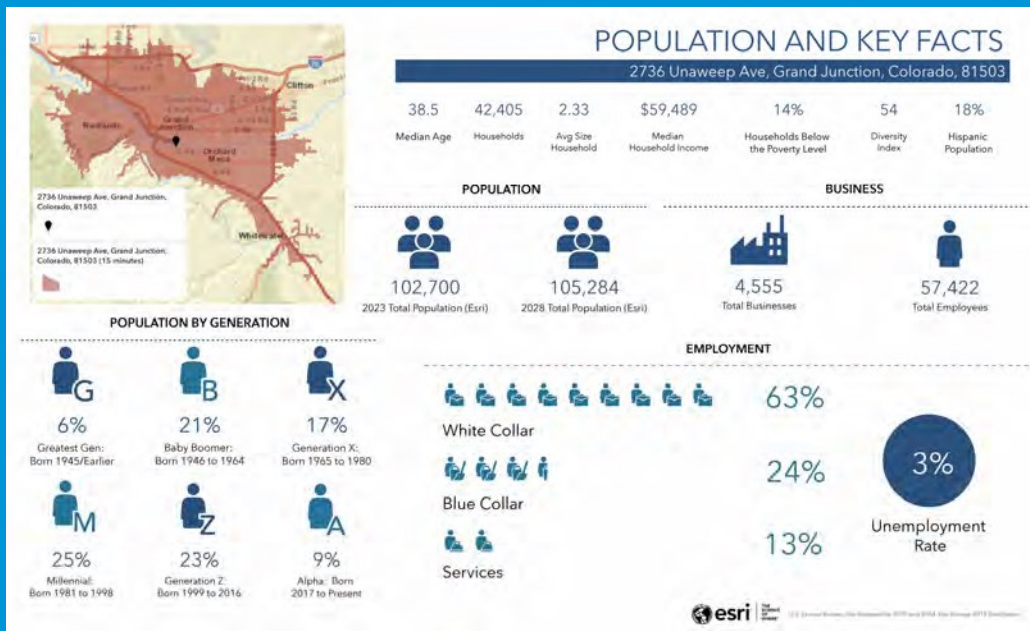 POPULATION AND KEY FACTS
2736 Unaweep Ave, Grand Junction, Colorado, 81503
38.5
Median Age
42,405
Households
2.33
Avg Size
Household
$59,489
Median
Household Income
14%
Households Below
the Poverty Level
54
Diversity
Index
18%
Hispanic
Population
Clifton
Redlands
Grand
Junction
Orchard
Mesa
2736 Unaweep Ave, Grand Junction,
Colorado, 81503
2736 Unaweep Ave, Grand Junction,
Colorado, 81503 (15 minutes)
POPULATION
102,700
2023 Total Population (Esri)
105,284
2028 Total Population (Esri)
BUSINESS
4,555
Total Businesses
57,422
Total Employees
POPULATION BY GENERATION
G
6%
Greatest Gen:
Born 1945/Earlier
B
21%
Baby Boomer:
Born 1946 to 1964
X
17%
Generation X:
Born 1965 to 1980
M
25%
Millennial:
Born 1981 to 1998
Z
23%
Generation Z:
Born 1999 to 2016
A
9%
Alpha: Born
2017 to Present
EMPLOYMENT
White Collar
63%
Blue Collar
24%
Services
13%
3%
Unemployment
Rate
esri
THE
SCIENCE
OF
WHERE